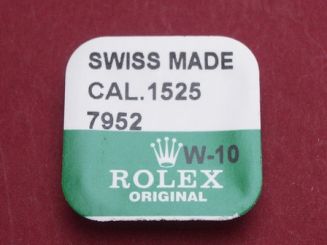 SWISS MADE
CAL.1525
7952
W-10
ROLEX
ORIGINAL